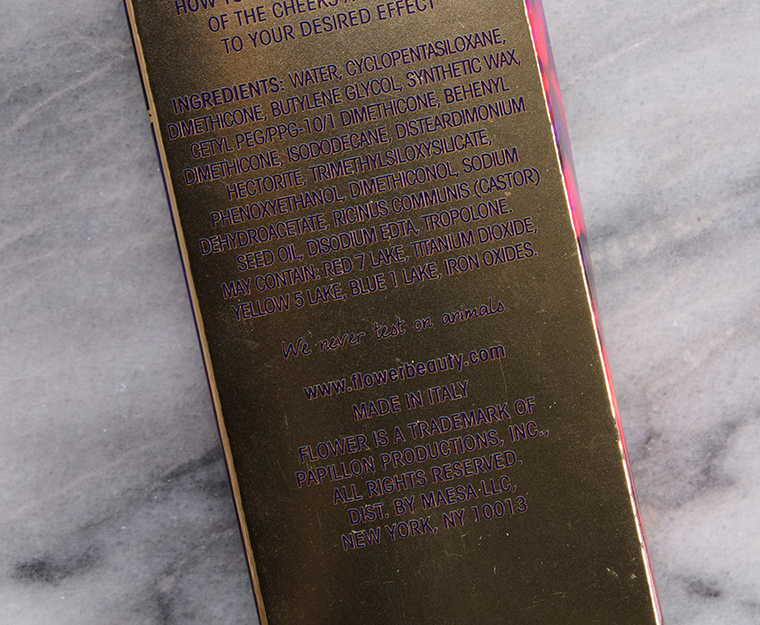 HOW TO
OF THE CHEEKS
TO YOUR DESIRED EFFECT
INGREDIENTS: WATER, CYCLOPENTASILOXANE,
DIMETHICONE, BUTYLENE GLYCOL, SYNTHETIC WAX,
CETYL PEG/PPG-10/1 DIMETHICONE, BEHENYL
DIMETHICONE, ISODODECANE, DISTEARDIMONIUM
HECTORITE, TRIMETHYLSILOXYSILICATE,
PHENOXYETHANOL, DIMETHICONOL, SODIUM
DEHYDROACETATE, RICINUS COMMUNIS (CASTOR)
SEED OIL, DISODIUM EDTA, TROPOLONE.
MAY CONTAIN: RED 7 LAKE, TITANIUM DIOXIDE,
YELLOW 5 LAKE, BLUE 1 LAKE, IRON OXIDES.
We never test on animals.
www.flowerbeauty.com
MADE IN ITALY
FLOWER IS A TRADEMARK OF
PAPILLON PRODUCTIONS, INC.,
ALL RIGHTS RESERVED.
DIST. BY MAESA LLC,
NEW YORK, NY 10013